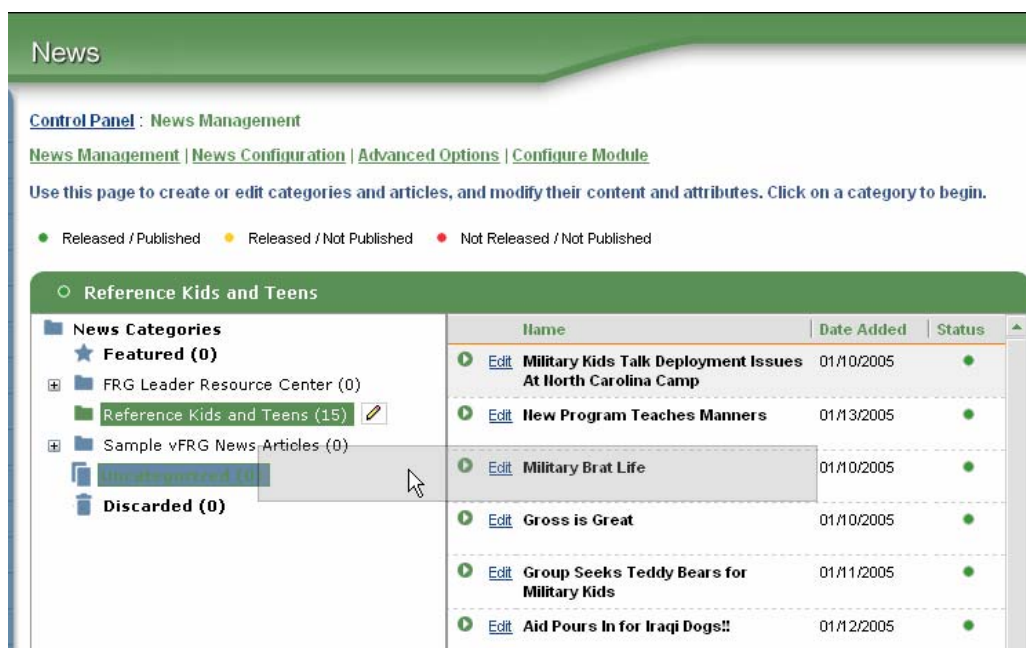 News
Control Panel : News Management
News Management | News Configuration | Advanced Options | Configure Module
Use this page to create or edit categories and articles, and modify their content and attributes. Click on a category to begin.
Released / Published Released / Not Published Not Released / Not Published
Reference Kids and Teens
News Categories
Featured (0)
FRG Leader Resource Center (0)
Reference Kids and Teens (15)
Sample vFRG News Articles (0)
Uncategorized (0)
Discarded (0)
Name Date Added Status
Edit Military Kids Talk Deployment Issues 01/10/2005
At North Carolina Camp
Edit New Program Teaches Manners 01/13/2005
Edit Military Brat Life 01/10/2005
Edit Gross is Great 01/10/2005
Edit Group Seeks Teddy Bears for 01/11/2005
Military Kids
Edit Aid Pours In for Iraqi Dogs!! 01/12/2005